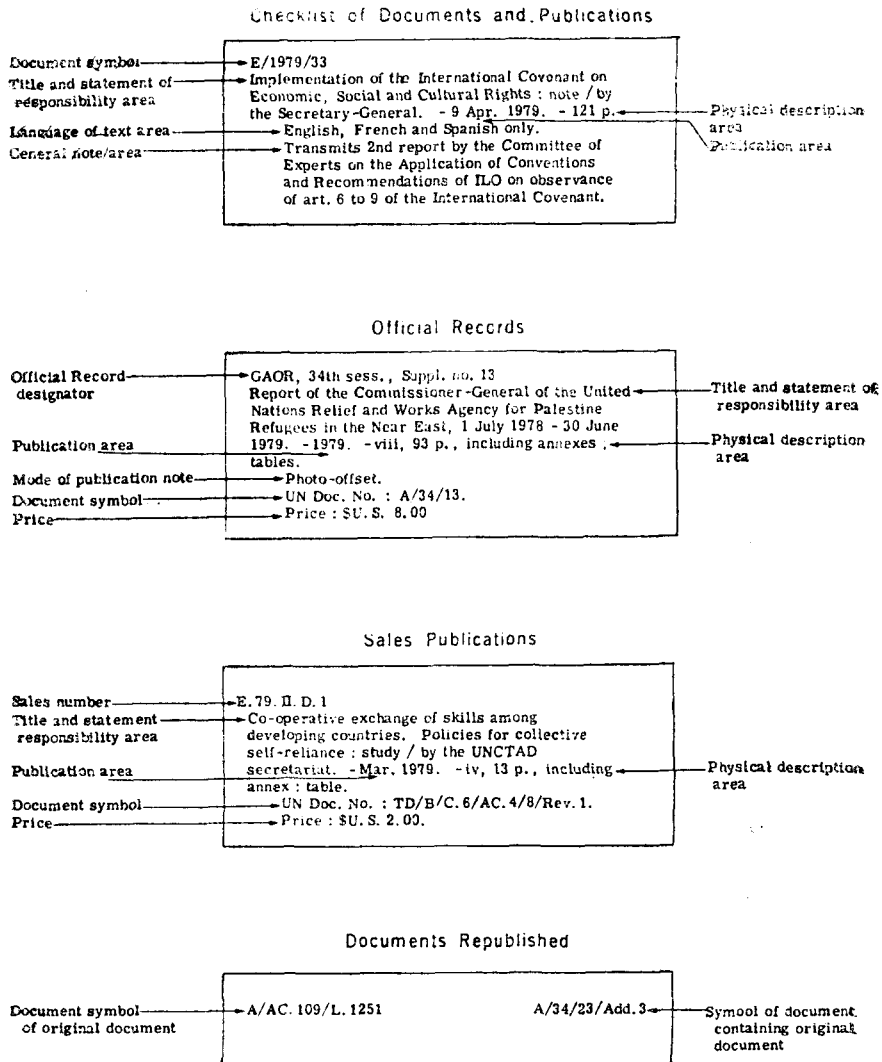 Checklist of Documents and Publications
Document symbol
E/1979/33
Title and statement of
responsibility area
Implementation of the International Covenant on
Economic, Social and Cultural Rights : note / by
the Secretary-General. - 9 Apr. 1979. - 121 p.
Physical description
area
Language of text area
English, French and Spanish only.
Publication area
General note/area
Transmits 2nd report by the Committee of
Experts on the Application of Conventions
and Recommendations of ILO on observance
of art. 6 to 9 of the International Covenant.
Official Records
Official Record
designator
GAOR, 34th sess., Suppl. no. 13
Report of the Commissioner-General of the United
Nations Relief and Works Agency for Palestine
Refugees in the Near East, 1 July 1978 - 30 June
1979. -1979. -viii, 93 p., including annexes ;
tables.
Title and statement of
responsibility area
Publication area
Physical description
area
Mode of publication note
Photo-offset.
Document symbol
UN Doc. No. : A/34/13.
Price
Price : $U.S. 8.00
Sales Publications
Sales number
E.79.II.D.1
Title and statement
responsibility area
Co-operative exchange of skills among
developing countries. Policies for collective
self-reliance : study / by the UNCTAD
secretariat. -Mar. 1979. -iv, 13 p., including
annex : table.
Publication area
Physical description
area
Document symbol
UN Doc. No. : TD/B/C.6/AC.4/8/Rev.1.
Price
Price : $U.S. 2.00.
Documents Republished
Document symbol
of original document
A/AC.109/L.1251
A/34/23/Add.3
Symbol of document
containing original
document